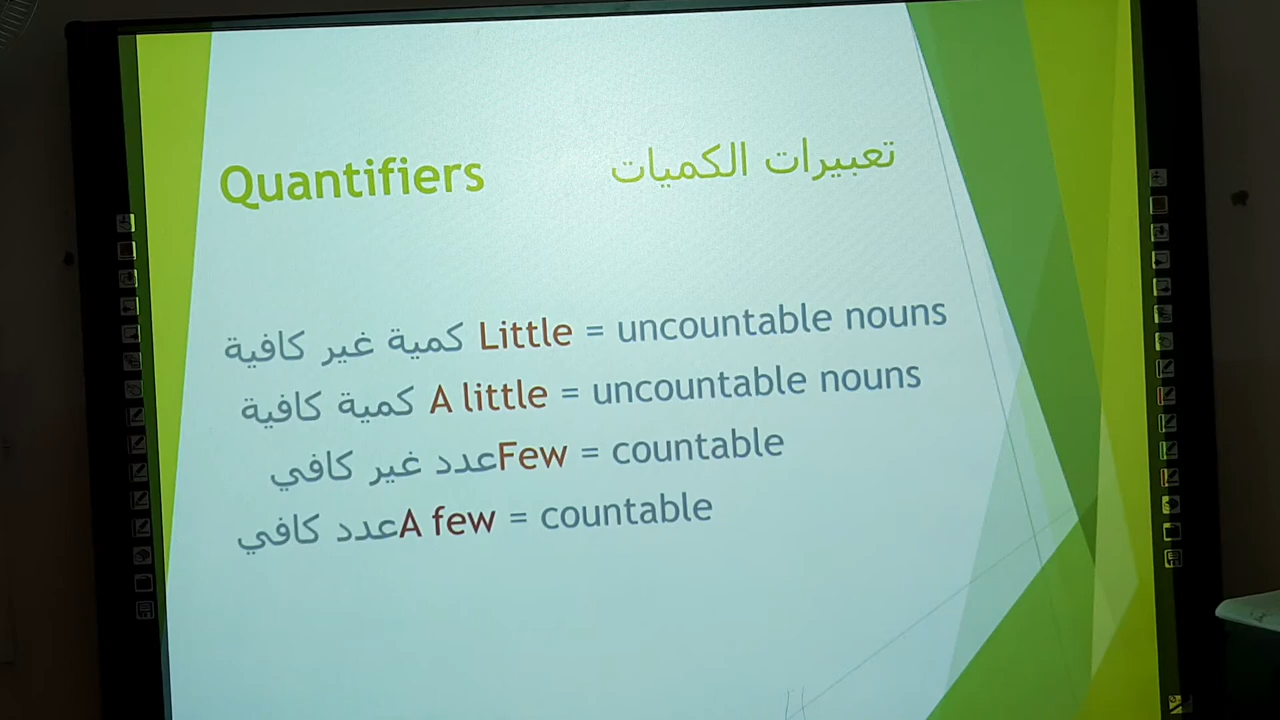 Quantifiers تعبيرات الكميات
كمية غير كافية Little = uncountable nouns
كمية كافية A little = uncountable nouns
عدد غير كافي Few = countable
عدد كافي A few = countable